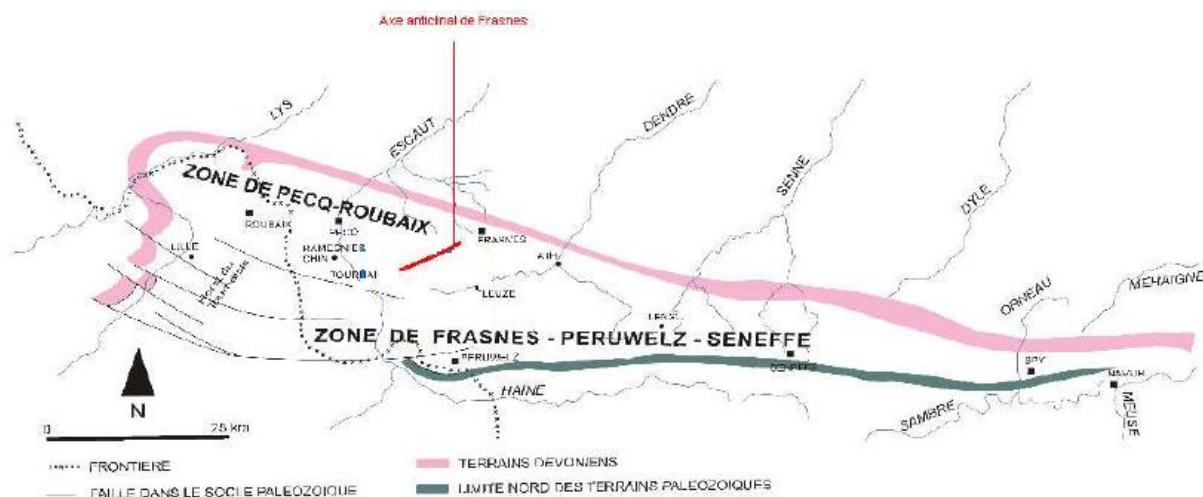 Axe anticlinal de Frasnes
LYS
ESCAUT
DENDRE
SENNE
DYLE
ZONE DE PECQ-ROUBAIX
ROUBAIX
PECQ
FRASNES
LILLE
RAMEGNIES
CHIN
TOURNAI
ATH
LEUZE
MEHAIGNE
ORNEAU
ZONE DE FRASNES - PERUWELZ - SENEFFE
PERUWELZ
SENEFFE
SPY
NAMUR
HAINE
SAMBRE
MEUSE
N
0
25 km
FRONTIERE
TERRAINS DEVONIENS
FAILLE DANS LE SOCLE PALEOZOIQUE
LIMITE NORD DES TERRAINS PALEOZOIQUES